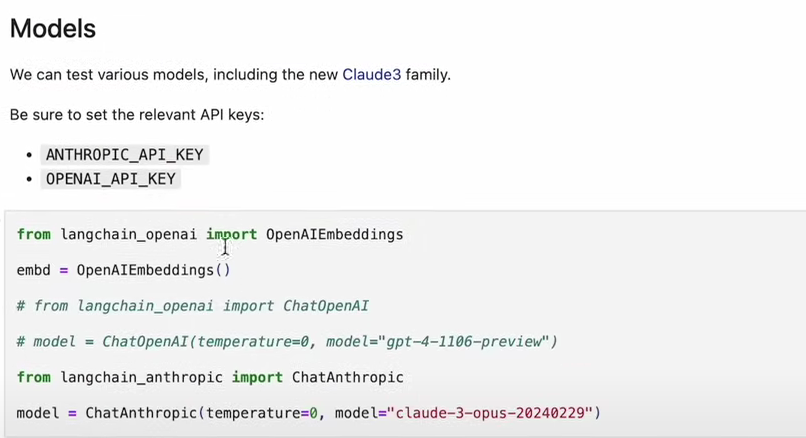 Models
We can test various models, including the new Claude3 family.
Be sure to set the relevant API keys:
• ANTHROPIC_API_KEY
• OPENAI_API_KEY
from langchain_openai import OpenAIEmbeddings
embd = OpenAIEmbeddings()
# from langchain_openai import ChatOpenAI
# model = ChatOpenAI(temperature=0, model="gpt-4-1106-preview")
from langchain_anthropic import ChatAnthropic
model = ChatAnthropic(temperature=0, model="claude-3-opus-20240229")